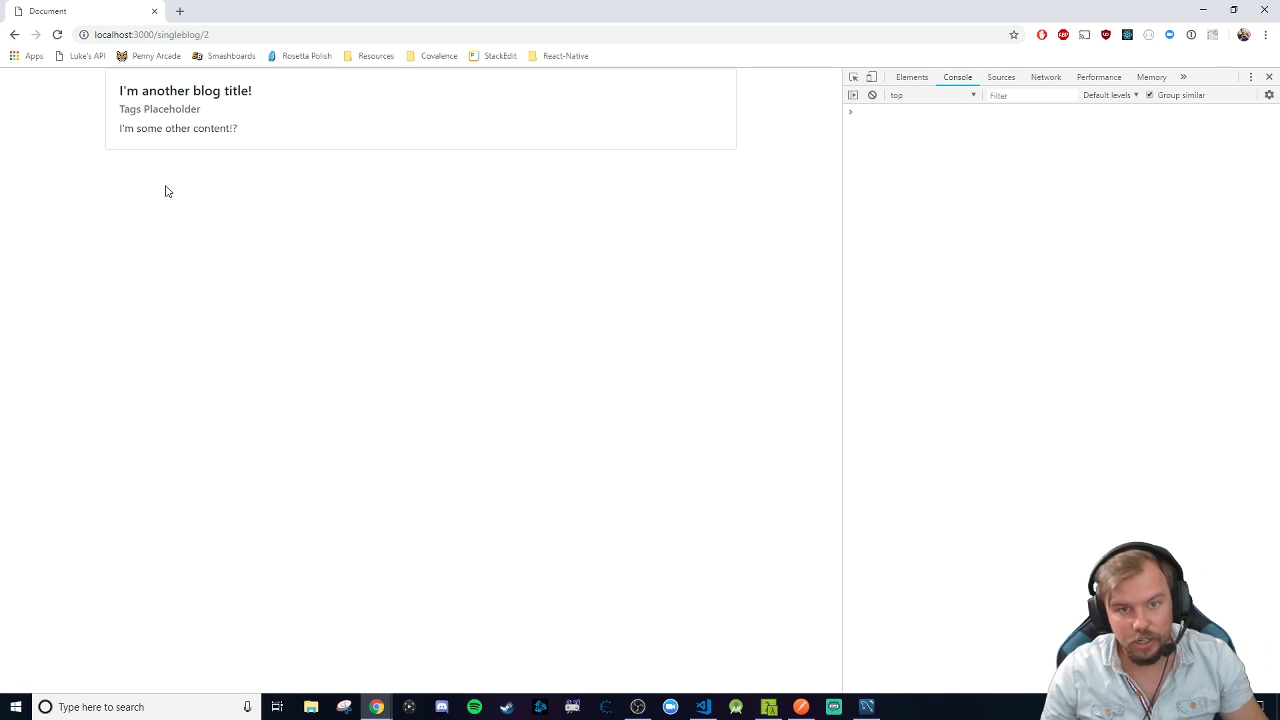 Document
localhost:3000/singleblog/2
Apps Luke's API Penny Arcade Smashboards Rosetta Polish Resources Covalence StackEdit React-Native
Elements Console Sources Network Performance Memory »
top Filter Default levels Group similar
I'm another blog title!
Tags Placeholder
I'm some other content!?
Type here to search